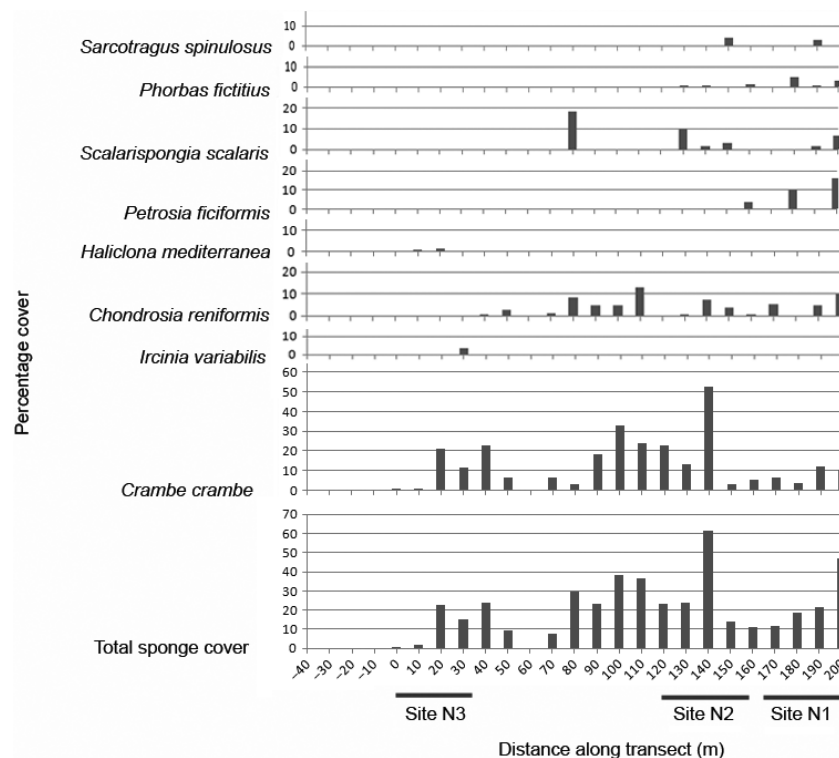 Percentage cover
Sarcotragus spinulosus
10
0
Phorbas fictitius
10
0
Scalarispongia scalaris
20
10
0
Petrosia ficiformis
20
10
0
Haliclona mediterranea
10
0
Chondrosia reniformis
20
10
0
Ircinia variabilis
10
0
Crambe crambe
60
50
40
30
20
10
0
Total sponge cover
70
60
50
40
30
20
10
0
−40 −30 −20 −10 0 10 20 30 40 50 60 70 80 90 100 110 120 130 140 150 160 170 180 190 200
Site N3 Site N2 Site N1
Distance along transect (m)